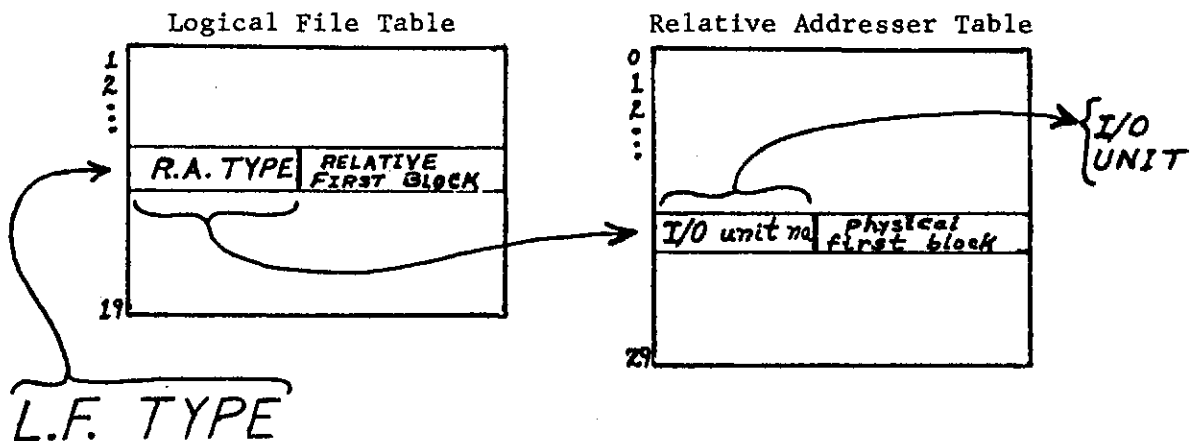 Logical File Table
1
2
R.A. TYPE
RELATIVE
FIRST BLOCK
19
L.F. TYPE
Relative Addresser Table
0
1
2
I/O unit no
physical
first block
29
I/O
UNIT